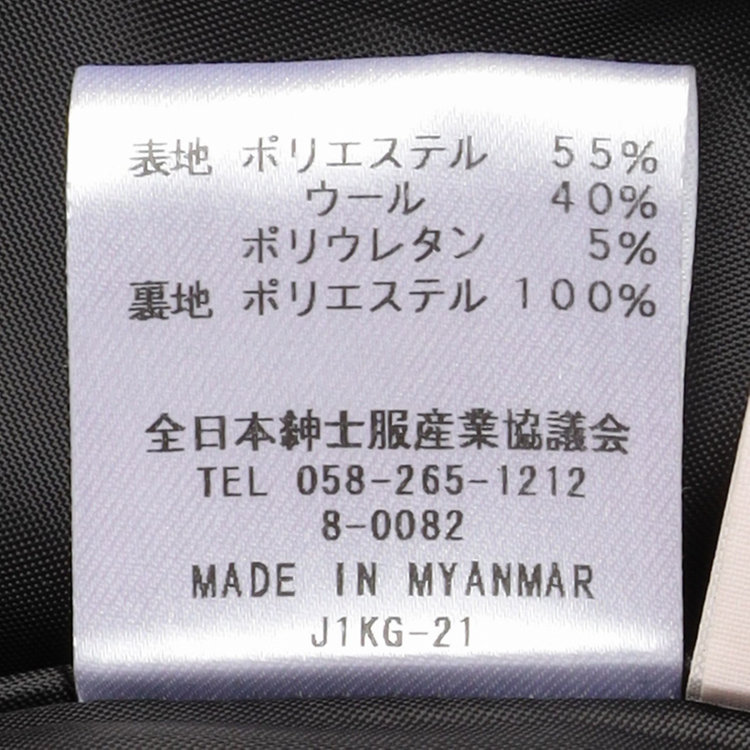 表地 ポリエステル 55%
ウール 40%
ポリウレタン 5%
裏地 ポリエステル 100%
全日本紳士服産業協議会
TEL 058-265-1212
8-0082
MADE IN MYANMAR
J1KG-21